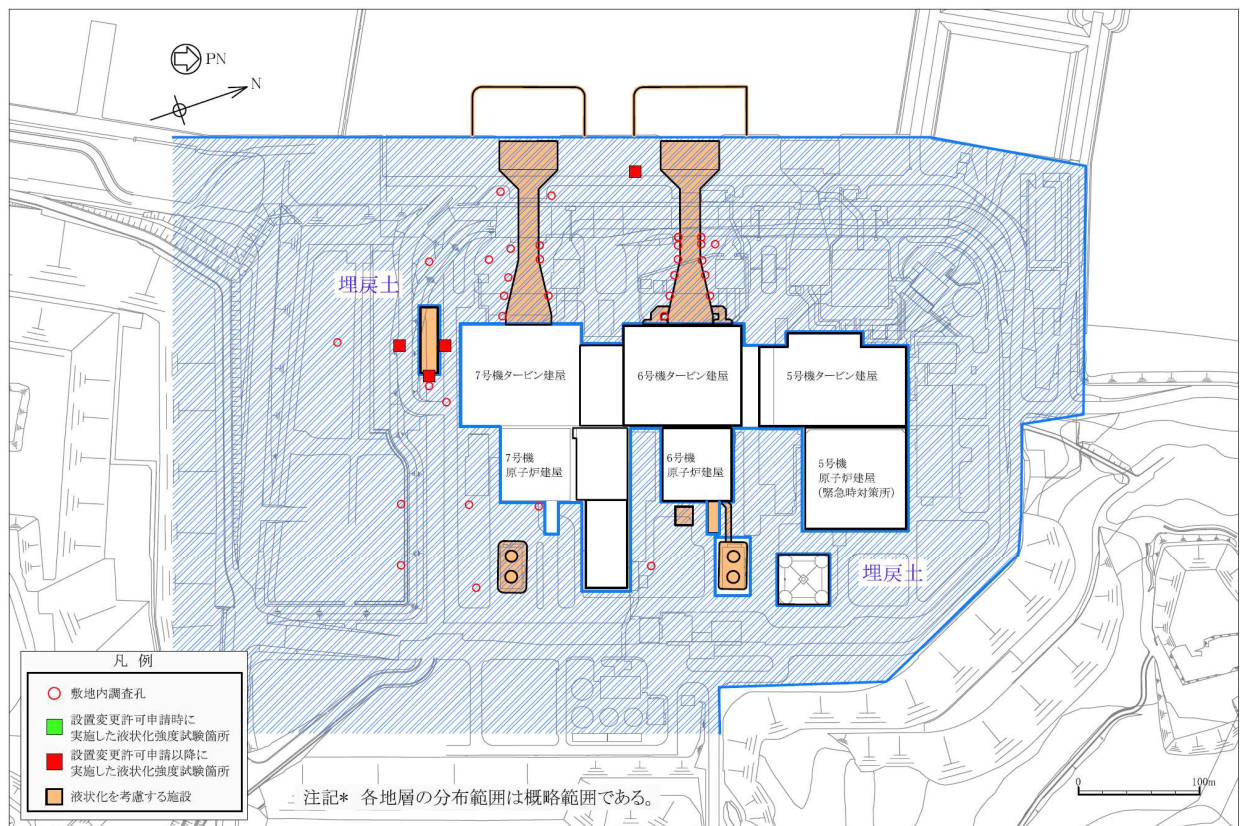 PN
N
埋戻土
7号機タービン建屋
6号機タービン建屋
5号機タービン建屋
7号機
原子炉建屋
6号機
原子炉建屋
5号機
原子炉建屋
(緊急時対策所)
埋戻土
凡 例
敷地内調査孔
設置変更許可申請時に
実施した液状化強度試験箇所
設置変更許可申請以降に
実施した液状化強度試験箇所
液状化を考慮する施設
注記* 各地層の分布範囲は概略範囲である。
0 100m